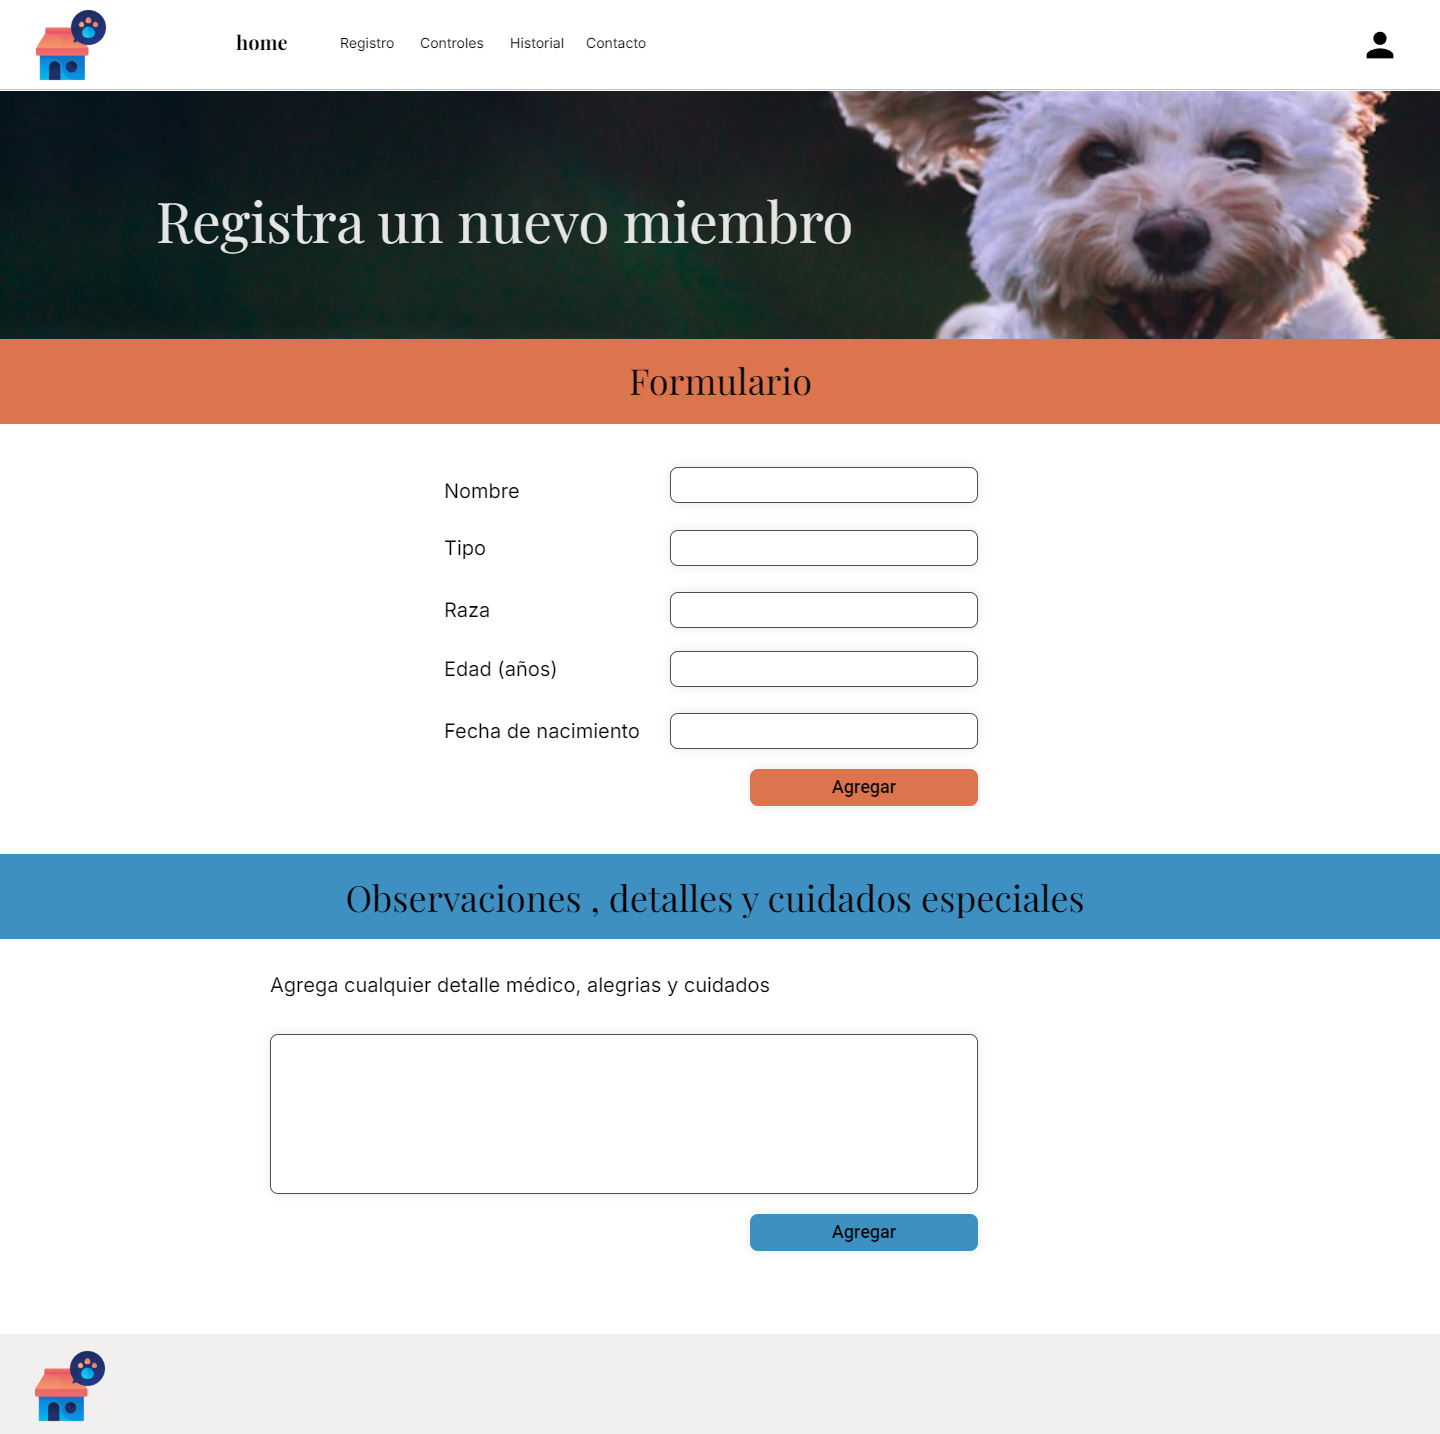 home Registro Controles Historial Contacto
Registra un nuevo miembro
Formulario
Nombre
Tipo
Raza
Edad (años)
Fecha de nacimiento
Agregar
Observaciones , detalles y cuidados especiales
Agrega cualquier detalle médico, alegrias y cuidados
Agregar